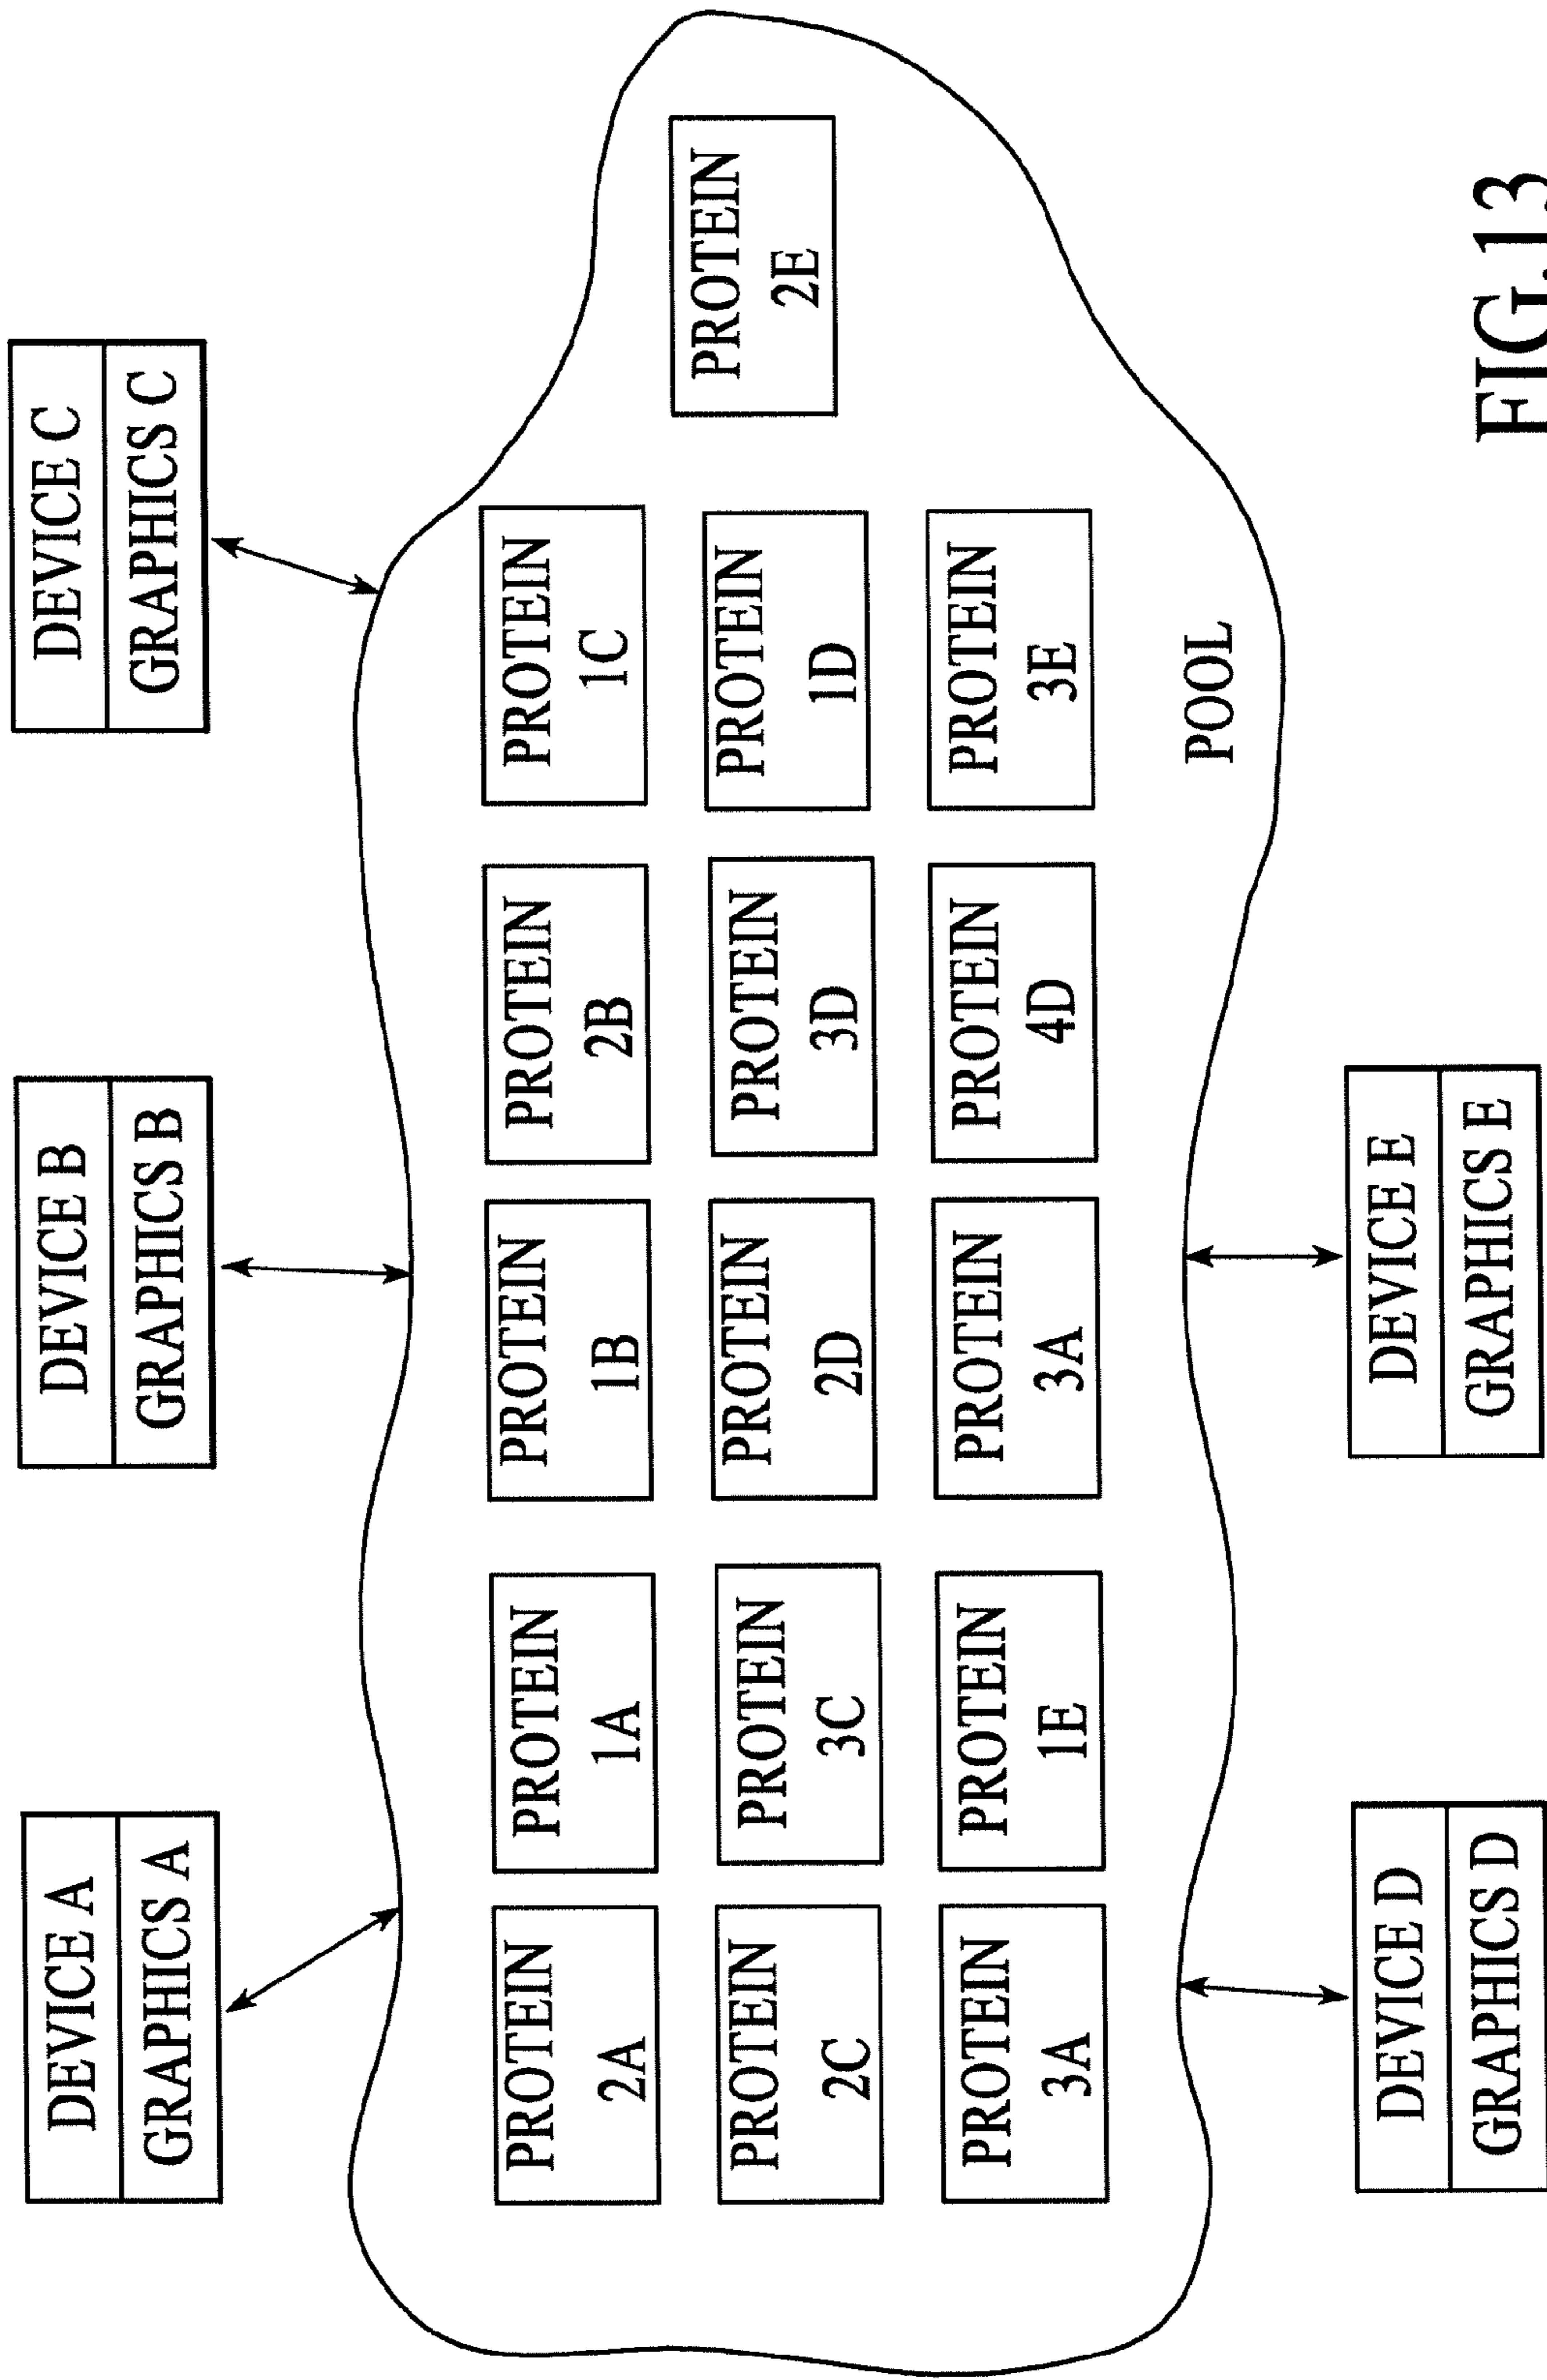 DEVICE A
GRAPHICS A
DEVICE B
GRAPHICS B
DEVICE C
GRAPHICS C
PROTEIN
2A
PROTEIN
1A
PROTEIN
1B
PROTEIN
2B
PROTEIN
1C
PROTEIN
2C
PROTEIN
3C
PROTEIN
2D
PROTEIN
3D
PROTEIN
1D
PROTEIN
2E
PROTEIN
3A
PROTEIN
1E
PROTEIN
3A
PROTEIN
4D
PROTEIN
3E
POOL
DEVICE D
GRAPHICS D
DEVICE E
GRAPHICS E
FIG.13